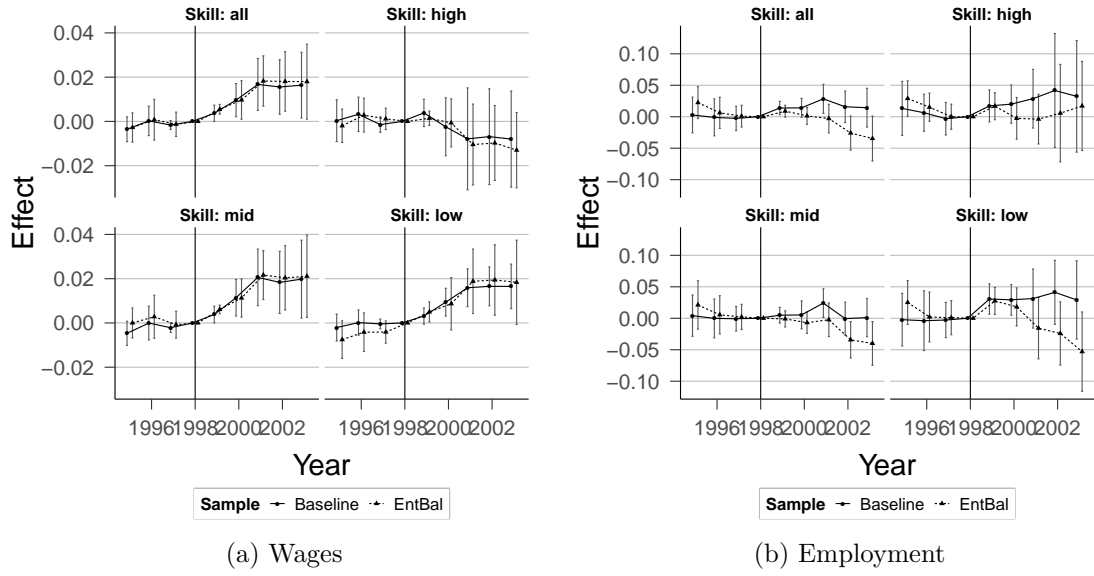 Skill: all Skill: high
0.04
0.02
0.00
−0.02
Skill: mid Skill: low
0.04
0.02
0.00
−0.02
1996 1998 2000 2002 1996 1998 2000 2002
Effect
Year
Sample Baseline EntBal
(a) Wages
Skill: all Skill: high
0.10
0.05
0.00
−0.05
−0.10
Skill: mid Skill: low
0.10
0.05
0.00
−0.05
−0.10
1996 1998 2000 2002 1996 1998 2000 2002
Effect
Year
Sample Baseline EntBal
(b) Employment